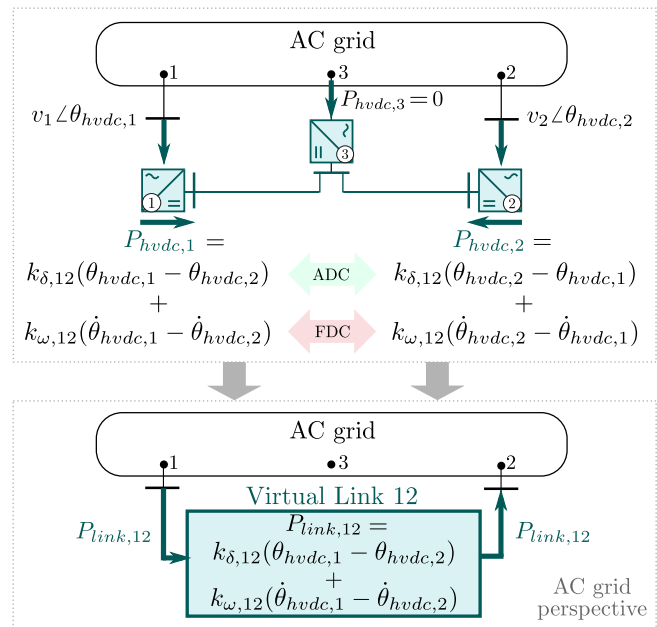 AC grid
1
3
2
P_{hvdc,3} = 0
v_1∠θ_{hvdc,1}
v_2∠θ_{hvdc,2}
~
3
~ ~
1 = = 2
P_{hvdc,1} =
P_{hvdc,2} =
k_{δ,12}(θ_{hvdc,1} − θ_{hvdc,2})
ADC
k_{δ,12}(θ_{hvdc,2} − θ_{hvdc,1})
+
+
k_{ω,12}(θ̇_{hvdc,1} − θ̇_{hvdc,2})
FDC
k_{ω,12}(θ̇_{hvdc,2} − θ̇_{hvdc,1})
AC grid
1
3
2
Virtual Link 12
P_{link,12}
P_{link,12} =
k_{δ,12}(θ_{hvdc,1} − θ_{hvdc,2})
+
k_{ω,12}(θ̇_{hvdc,1} − θ̇_{hvdc,2})
P_{link,12}
AC grid
perspective